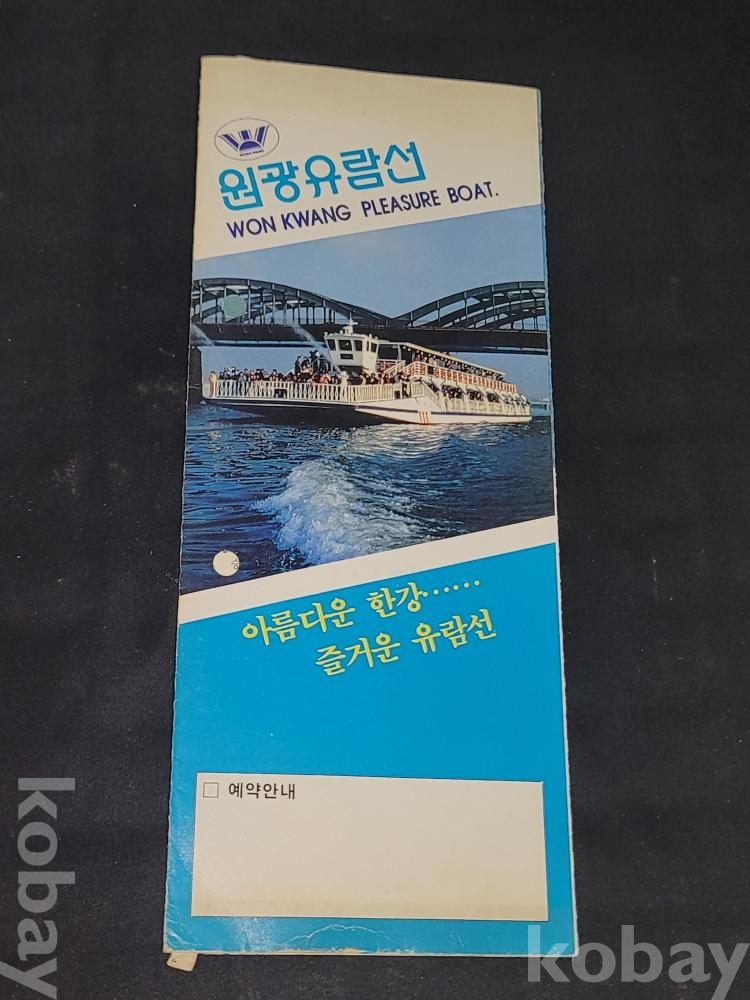 원광유람선
WON KWANG PLEASURE BOAT.
아름다운 한강······
즐거운 유람선
□ 예약안내
kobay
kobay